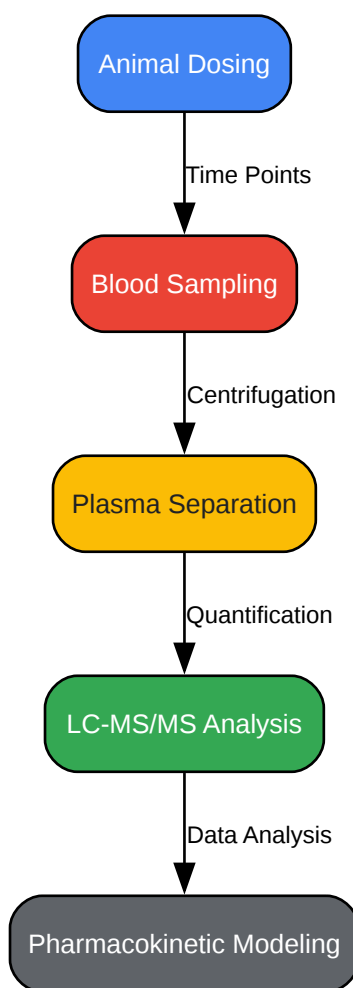 Animal Dosing
Time Points
Blood Sampling
Centrifugation
Plasma Separation
Quantification
LC-MS/MS Analysis
Data Analysis
Pharmacokinetic Modeling